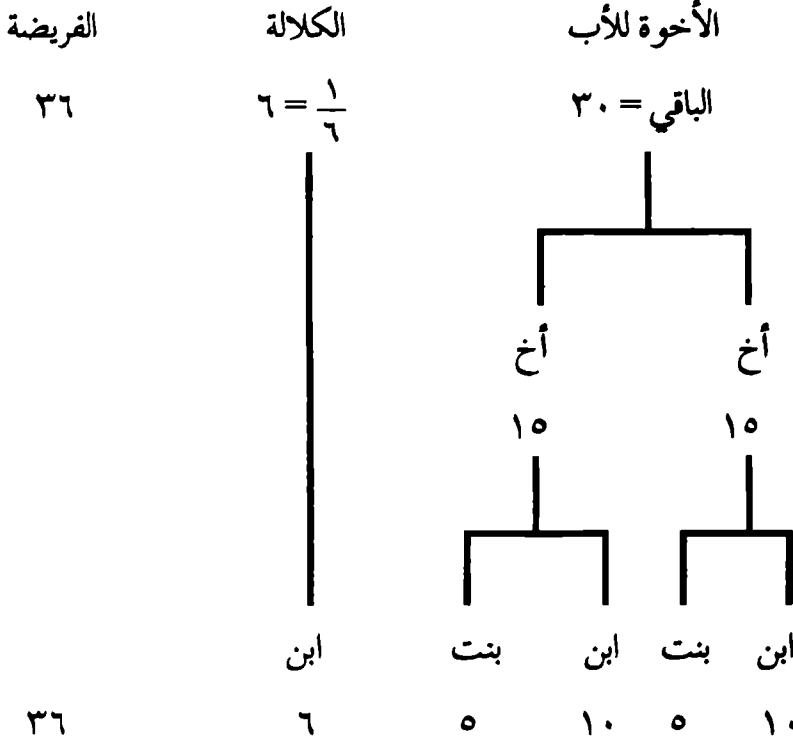 الأخوة للأب الكلالة الفريضة
الباقي = ٣٠ ١/٦ = ٦ ٣٦
أخ أخ
١٥ ١٥
ابن بنت ابن بنت ابن
١٠ ٥ ١٠ ٥ ٦ ٣٦